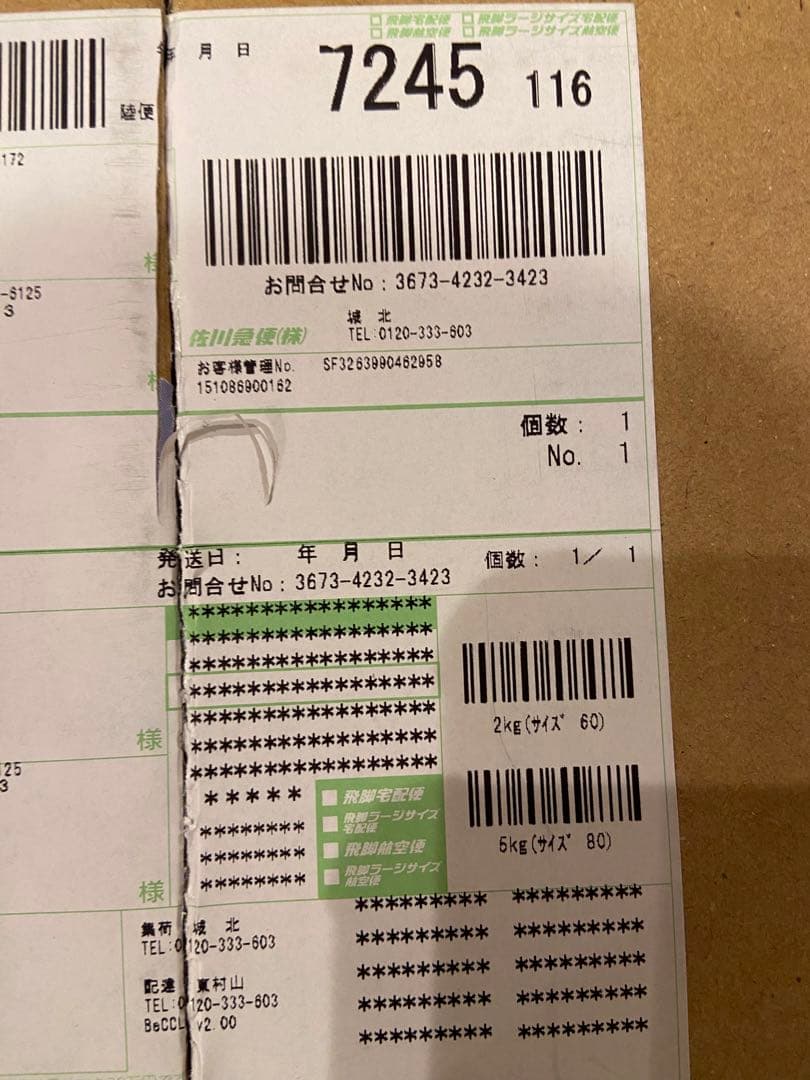 飛脚宅配便 飛脚ラージサイズ宅配便
飛脚航空便 飛脚ラージサイズ航空便
年 月 日
7245 116
陸便
172
お問合せNo：3673-4232-3423
-6125
3
城 北
佐川急便(株) TEL:0120-333-603
お客様管理No. SF3263990462958
151086900162
様
様
個数： 1
No. 1
発送日： 年 月 日 個数： 1／ 1
お問合せNo：3673-4232-3423
*****************
*****************
*****************
*****************
*****************
*****************
*****************
2kg(ｻｲｽﾞ 60)
様
125
3
*****
********
********
********
飛脚宅配便
飛脚ラージサイズ宅配便
飛脚航空便
飛脚ラージサイズ航空便
5kg(ｻｲｽﾞ 80)
様
********* *********
********* *********
********* *********
********* *********
********* *********
集荷 城 北
TEL:0120-333-603
配達 東村山
TEL:0120-333-603
BeCCL v2.00